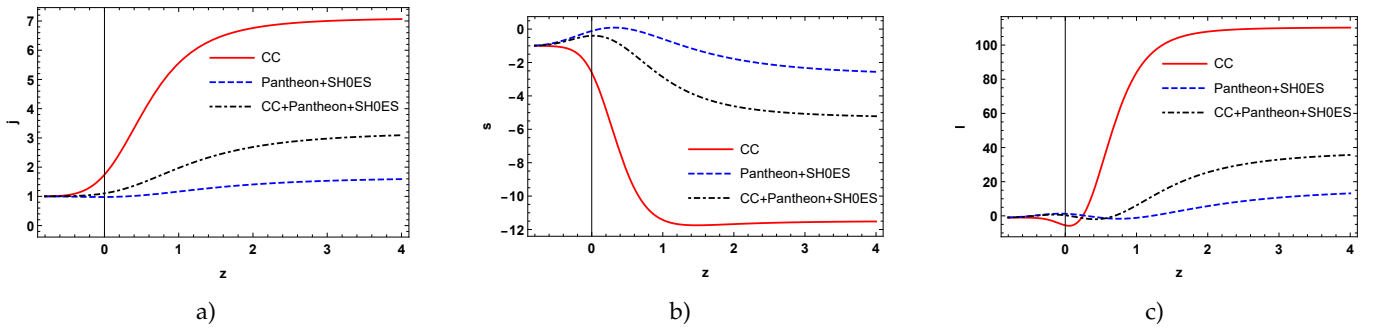 7
6
5
4
3
2
1
0
j
CC
Pantheon+SH0ES
CC+Pantheon+SH0ES
0 1 2 3 4
z
a)
0
−2
−4
−6
−8
−10
−12
s
CC
Pantheon+SH0ES
CC+Pantheon+SH0ES
0 1 2 3 4
z
b)
100
80
60
40
20
0
l
CC
Pantheon+SH0ES
CC+Pantheon+SH0ES
0 1 2 3 4
z
c)